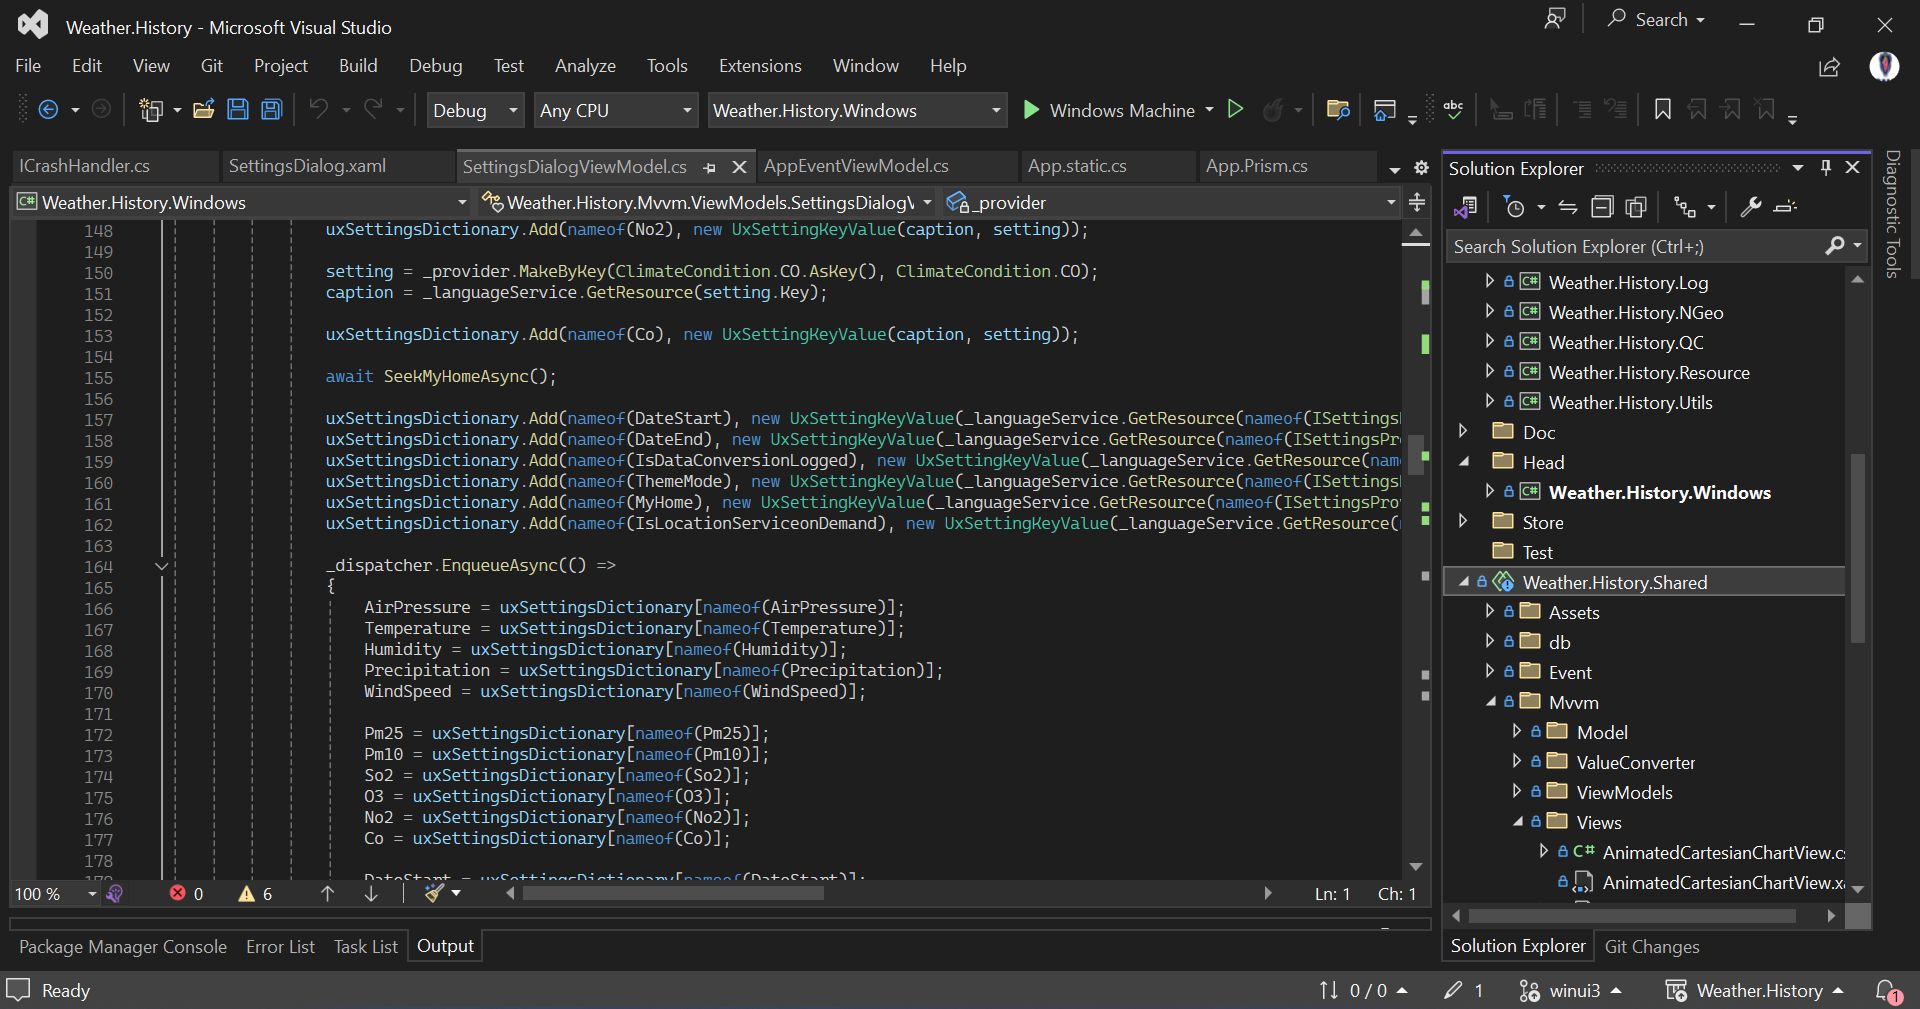 Weather.History - Microsoft Visual Studio
Search
File Edit View Git Project Build Debug Test Analyze Tools Extensions Window Help
Debug Any CPU Weather.History.Windows Windows Machine abc
ICrashHandler.cs SettingsDialog.xaml SettingsDialogViewModel.cs AppEventViewModel.cs App.static.cs App.Prism.cs
C# Weather.History.Windows Weather.History.Mvvm.ViewModels.SettingsDialogV _provider
148 uxSettingsDictionary.Add(nameof(No2), new UxSettingKeyValue(caption, setting));
149
150 setting = _provider.MakeByKey(ClimateCondition.CO.AsKey(), ClimateCondition.CO);
151 caption = _languageService.GetResource(setting.Key);
152
153 uxSettingsDictionary.Add(nameof(Co), new UxSettingKeyValue(caption, setting));
154
155 await SeekMyHomeAsync();
156
157 uxSettingsDictionary.Add(nameof(DateStart), new UxSettingKeyValue(_languageService.GetResource(nameof(ISettings
158 uxSettingsDictionary.Add(nameof(DateEnd), new UxSettingKeyValue(_languageService.GetResource(nameof(ISettingsPr
159 uxSettingsDictionary.Add(nameof(IsDataConversionLogged), new UxSettingKeyValue(_languageService.GetResource(nam
160 uxSettingsDictionary.Add(nameof(ThemeMode), new UxSettingKeyValue(_languageService.GetResource(nameof(ISettings
161 uxSettingsDictionary.Add(nameof(MyHome), new UxSettingKeyValue(_languageService.GetResource(nameof(ISettingsPro
162 uxSettingsDictionary.Add(nameof(IsLocationServiceonDemand), new UxSettingKeyValue(_languageService.GetResource(
163
164 _dispatcher.EnqueueAsync(() =>
165 {
166 AirPressure = uxSettingsDictionary[nameof(AirPressure)];
167 Temperature = uxSettingsDictionary[nameof(Temperature)];
168 Humidity = uxSettingsDictionary[nameof(Humidity)];
169 Precipitation = uxSettingsDictionary[nameof(Precipitation)];
170 WindSpeed = uxSettingsDictionary[nameof(WindSpeed)];
171
172 Pm25 = uxSettingsDictionary[nameof(Pm25)];
173 Pm10 = uxSettingsDictionary[nameof(Pm10)];
174 So2 = uxSettingsDictionary[nameof(So2)];
175 O3 = uxSettingsDictionary[nameof(O3)];
176 No2 = uxSettingsDictionary[nameof(No2)];
177 Co = uxSettingsDictionary[nameof(Co)];
178
179 DateStart = uxSettingsDictionary[nameof(DateStart)];
100 % 0 6 Ln: 1 Ch: 1
Package Manager Console Error List Task List Output
Solution Explorer
Search Solution Explorer (Ctrl+;)
C# Weather.History.Log
C# Weather.History.NGeo
C# Weather.History.QC
C# Weather.History.Resource
C# Weather.History.Utils
Doc
Head
C# Weather.History.Windows
Store
Test
Weather.History.Shared
Assets
db
Event
Mvvm
Model
ValueConverter
ViewModels
Views
C# AnimatedCartesianChartView.c
AnimatedCartesianChartView.x
Solution Explorer Git Changes
Diagnostic Tools
Ready 0 / 0 1 winui3 Weather.History 1